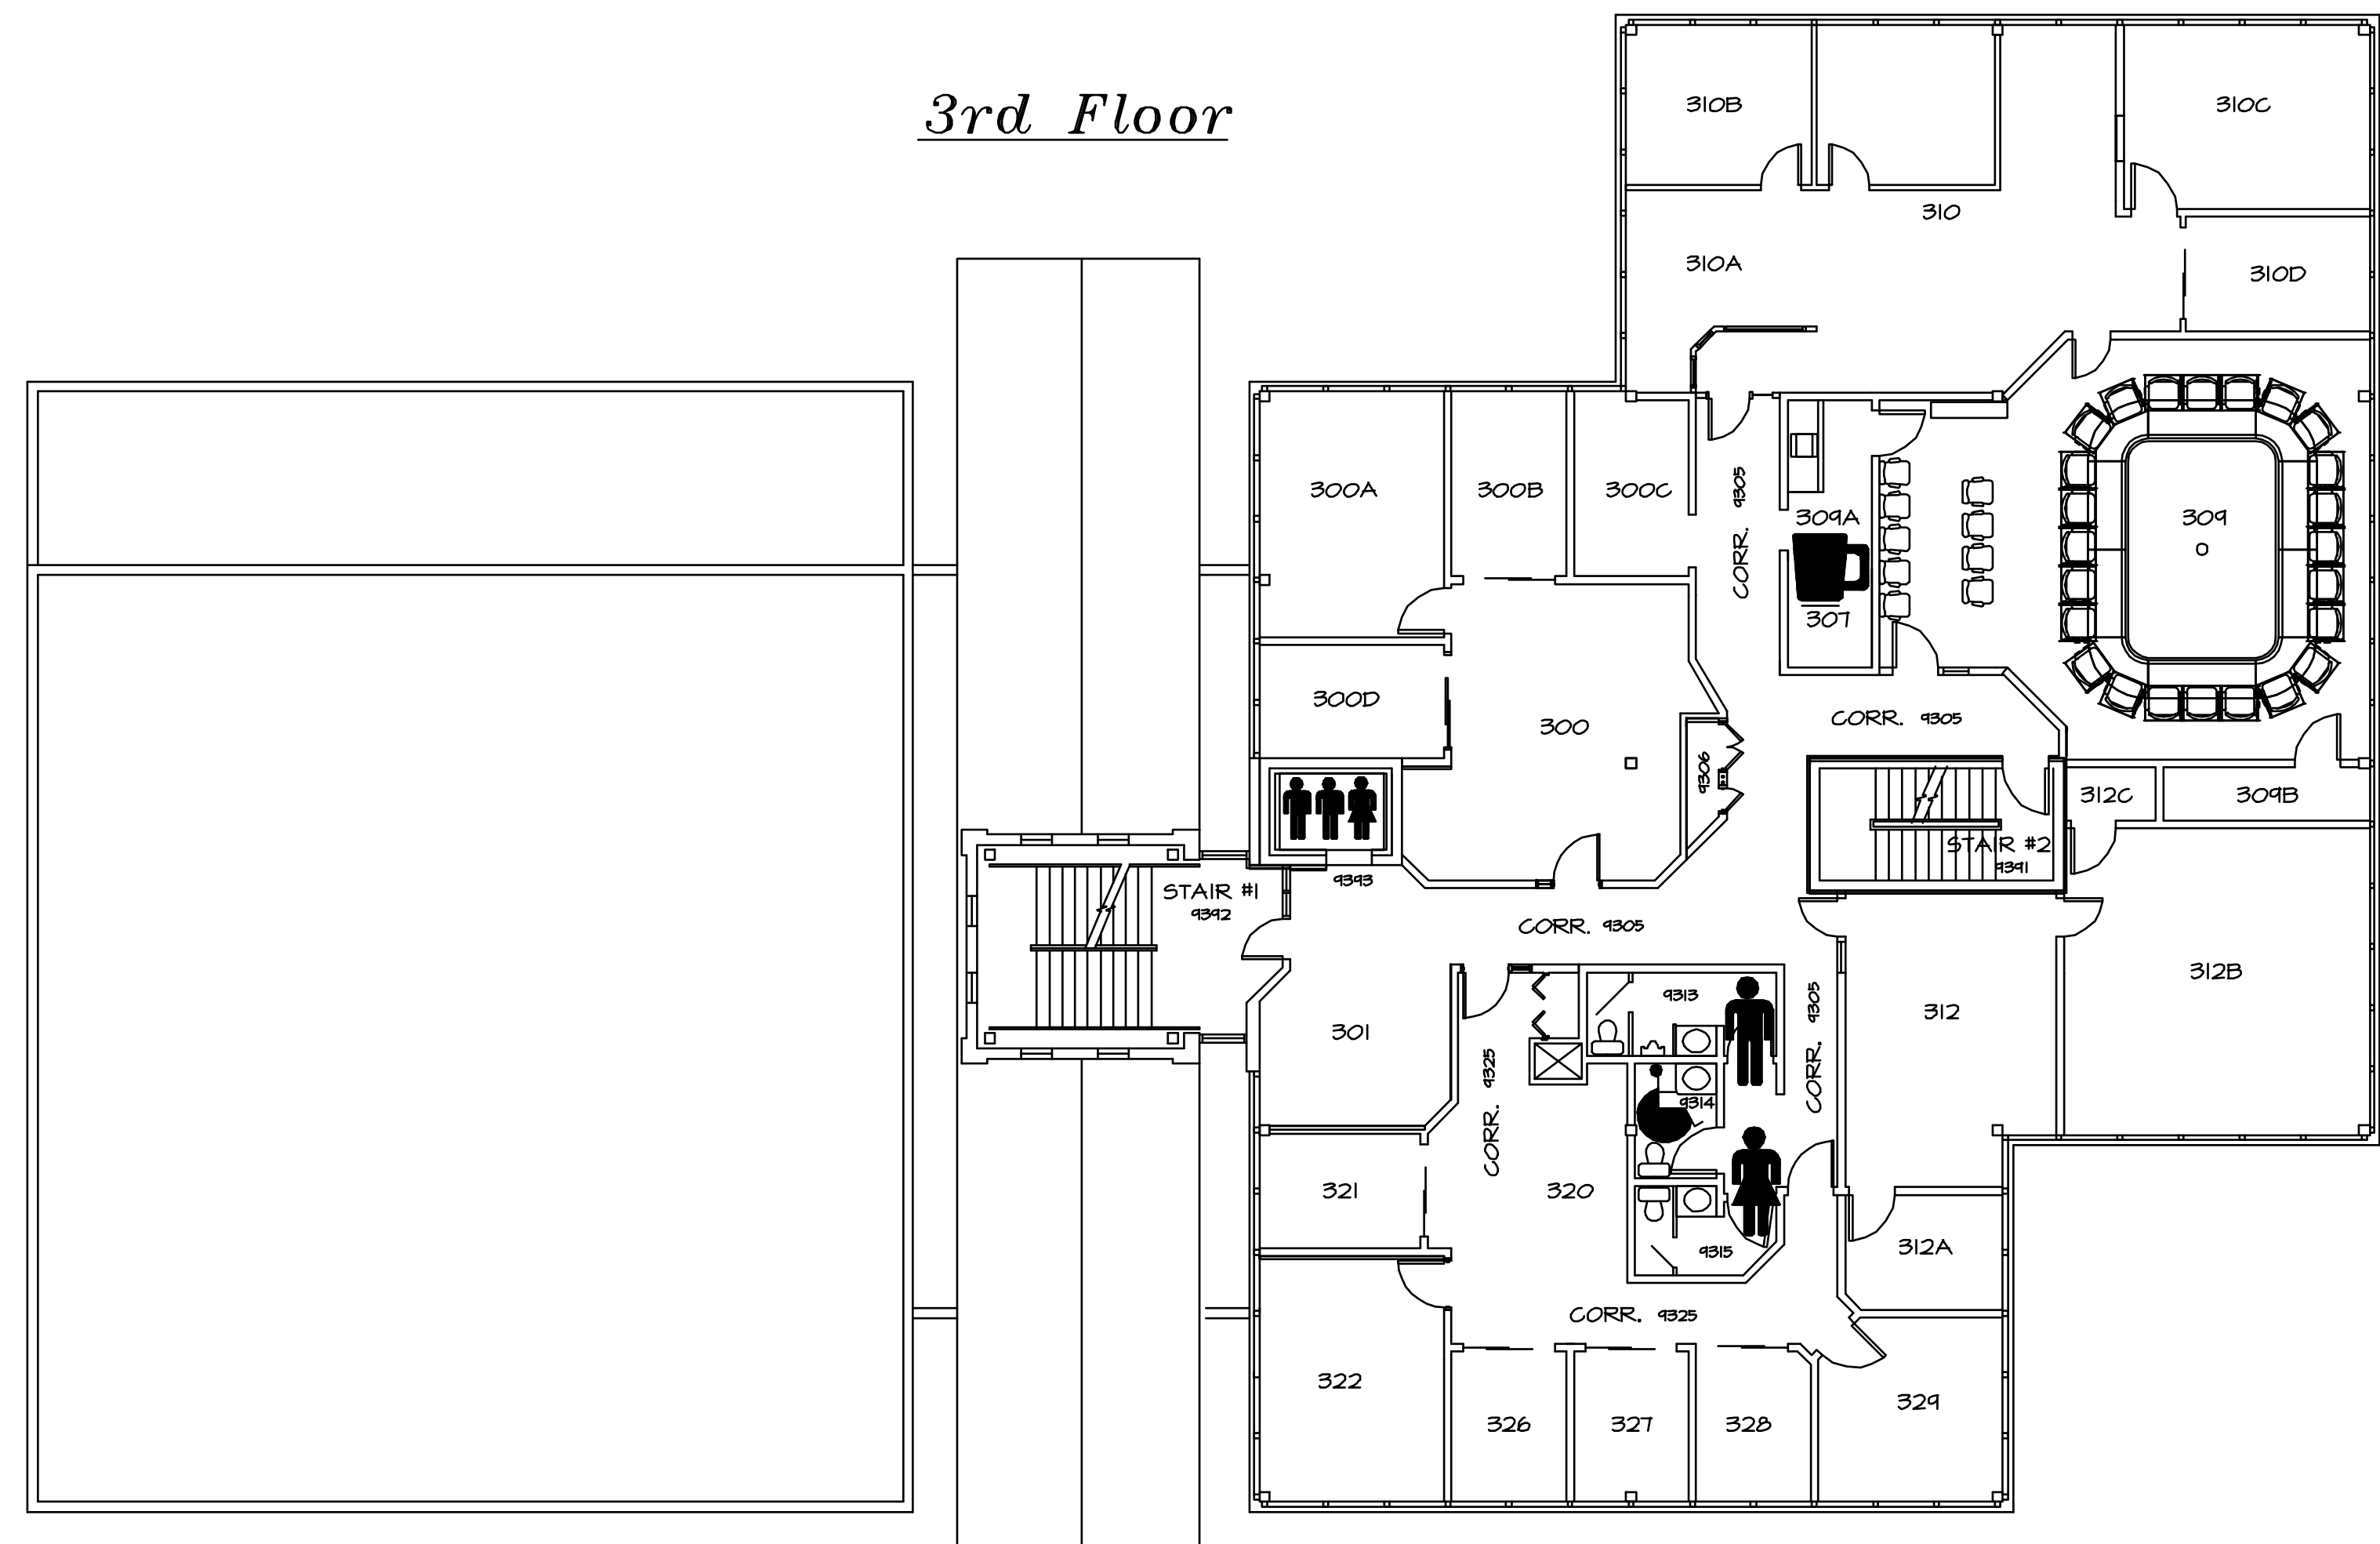 3rd Floor
310B
310C
310
310A
310D
300A
300B
300C
CORR. 9305
309A
309
307
300D
300
CORR. 9305
9306
312C
309B
STAIR #2
9391
9393
STAIR #1
9392
CORR. 9305
312B
9313
CORR. 9305
312
301
CORR. 9325
9314
321
320
312A
9315
CORR. 9325
322
329
326
327
328